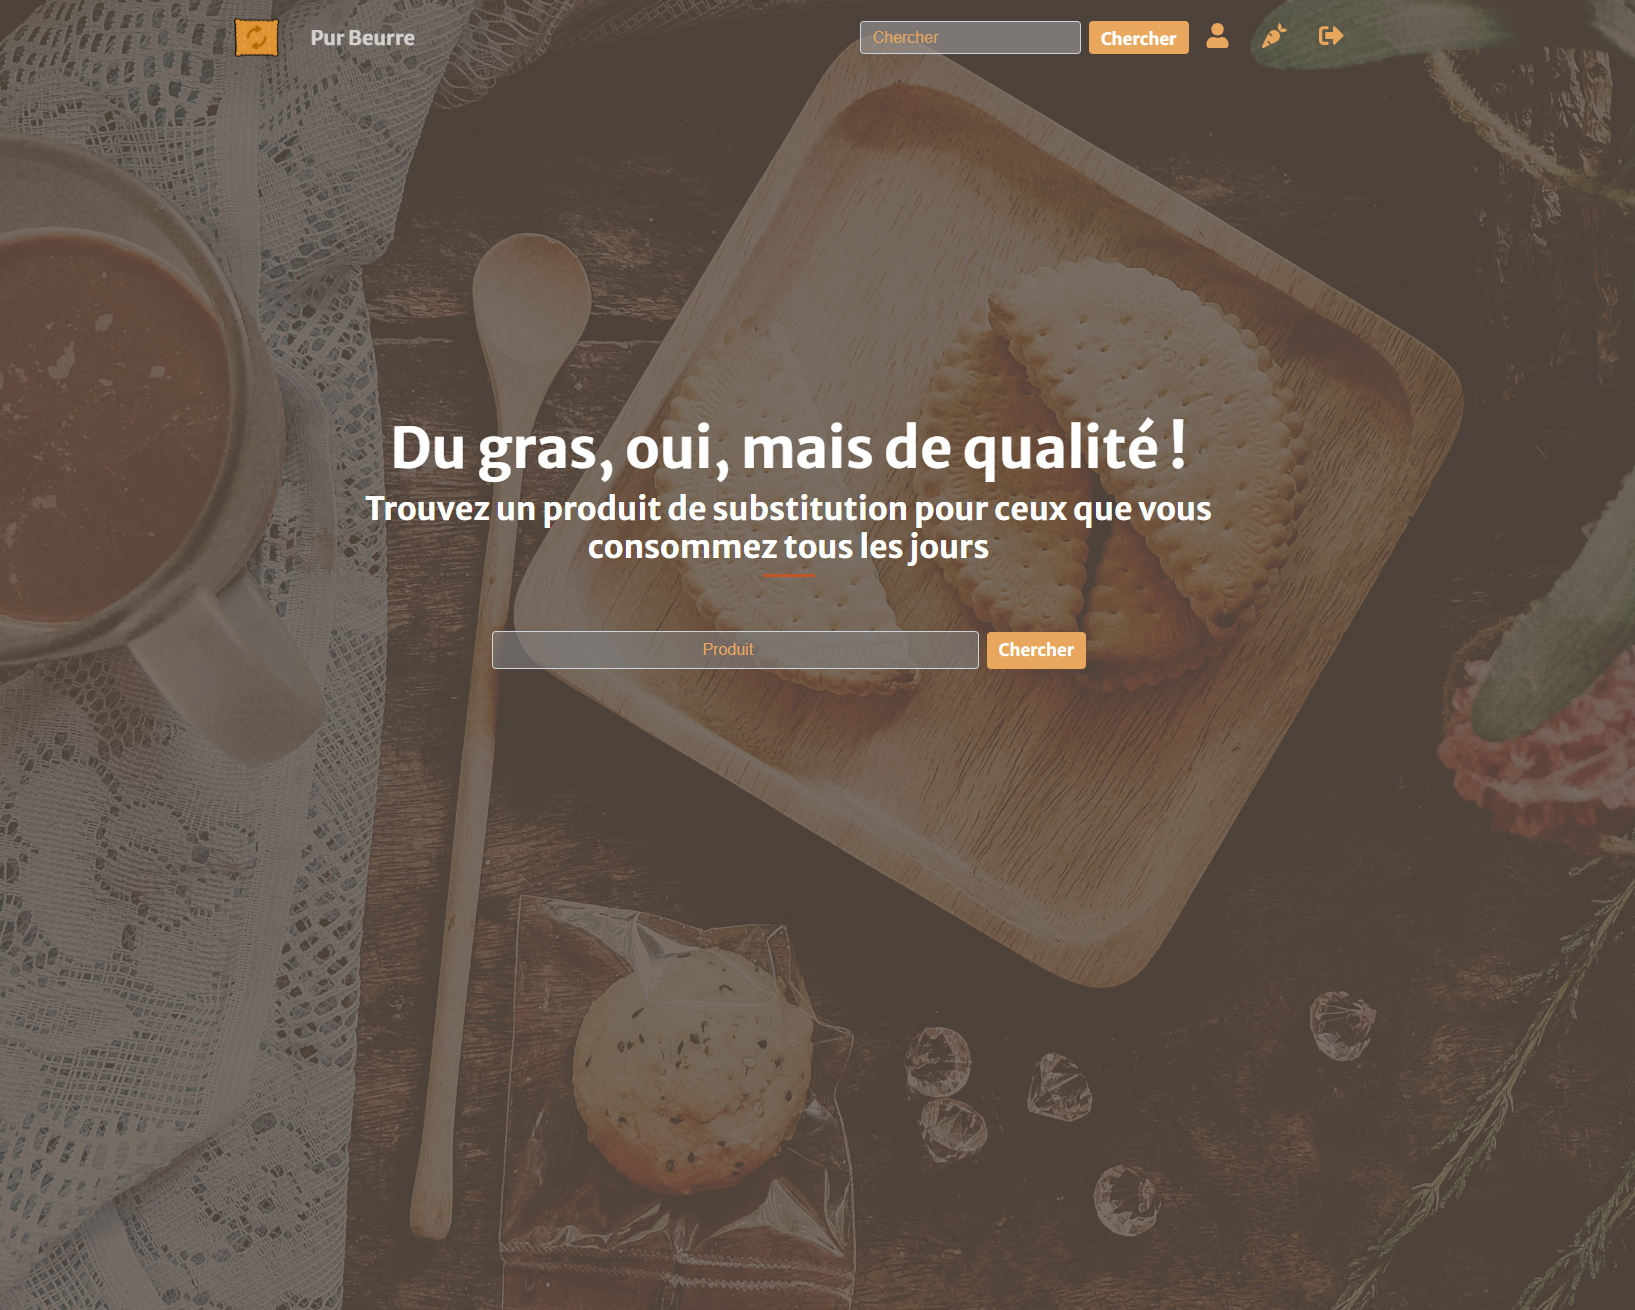 Pur Beurre
Chercher
Chercher
Du gras, oui, mais de qualité !
Trouvez un produit de substitution pour ceux que vous
consommez tous les jours
Produit
Chercher